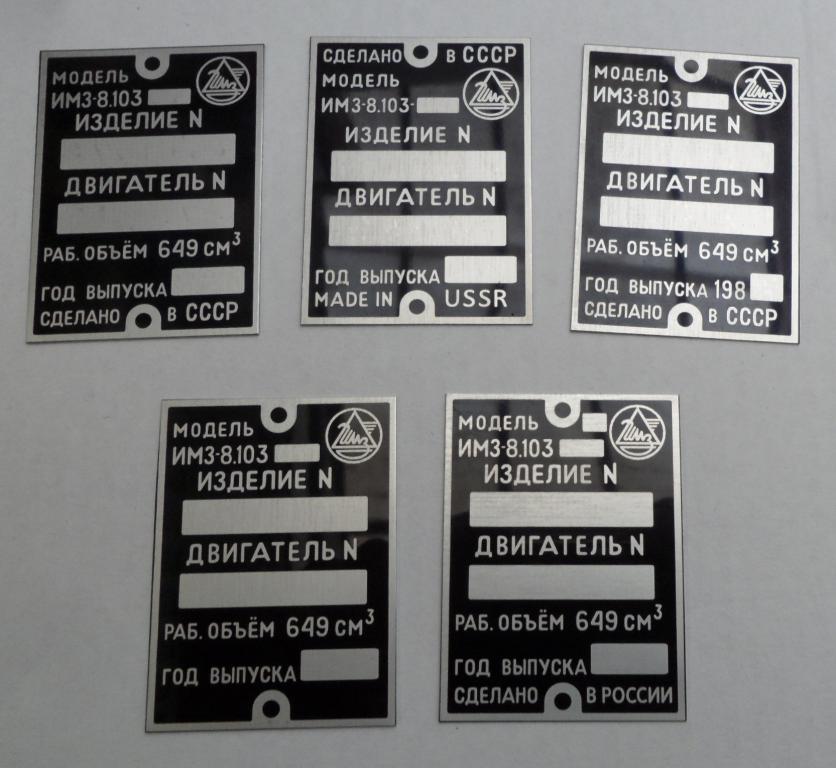 МОДЕЛЬ
ИМЗ-8.103
ИЗДЕЛИЕ N
ДВИГАТЕЛЬ N
РАБ. ОБЪЁМ 649 СМ³
ГОД ВЫПУСКА
СДЕЛАНО В СССР
СДЕЛАНО В СССР
МОДЕЛЬ
ИМЗ-8.103-
ИЗДЕЛИЕ N
ДВИГАТЕЛЬ N
ГОД ВЫПУСКА
MADE IN USSR
МОДЕЛЬ
ИМЗ-8.103
ИЗДЕЛИЕ N
ДВИГАТЕЛЬ N
РАБ. ОБЪЁМ 649 СМ³
ГОД ВЫПУСКА 198
СДЕЛАНО В СССР
МОДЕЛЬ
ИМЗ-8.103
ИЗДЕЛИЕ N
ДВИГАТЕЛЬ N
РАБ. ОБЪЁМ 649 СМ³
ГОД ВЫПУСКА
МОДЕЛЬ
ИМЗ-8.103
ИЗДЕЛИЕ N
ДВИГАТЕЛЬ N
РАБ. ОБЪЁМ 649 СМ³
ГОД ВЫПУСКА
СДЕЛАНО В РОССИИ